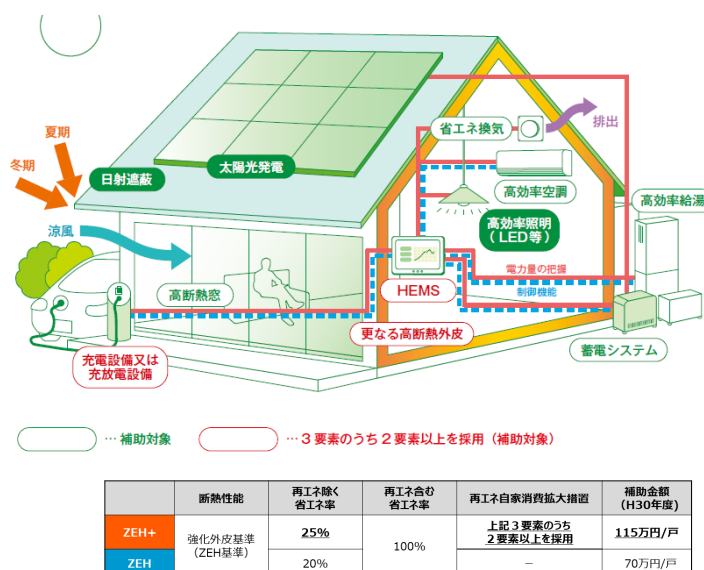 夏期
冬期
日射遮蔽
太陽光発電
省エネ換気
排出
高効率空調
高効率給湯
涼風
高効率照明
（LED等）
電力量の把握
高断熱窓
HEMS
制御機能
更なる高断熱外皮
充電設備又は
充放電設備
蓄電システム
… 補助対象
…３要素のうち２要素以上を採用（補助対象）
断熱性能
再エネ除く
省エネ率
再エネ含む
省エネ率
再エネ自家消費拡大措置
補助金額
（H30年度）
ZEH+
強化外皮基準
（ZEH基準）
25%
100%
上記３要素のうち
２要素以上を採用
115万円/戸
ZEH
20%
－
70万円/戸